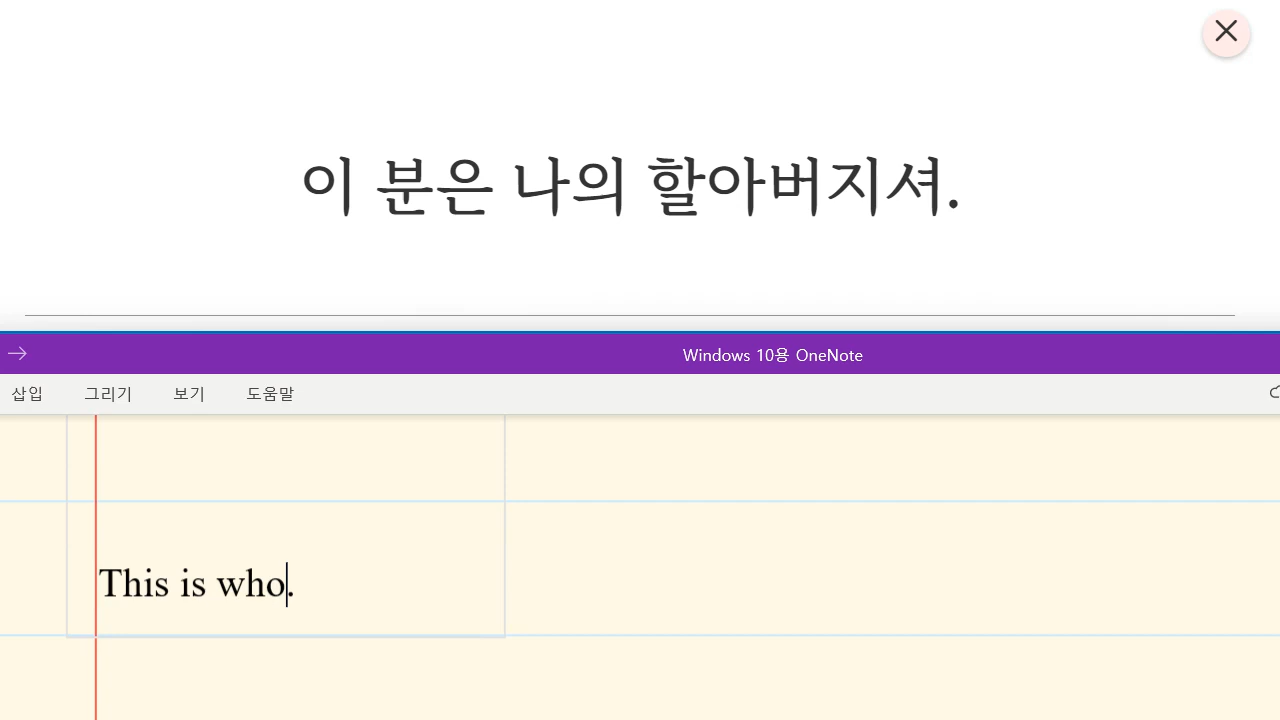 이 분은 나의 할아버지셔.
Windows 10용 OneNote
삽입 그리기 보기 도움말
This is who.